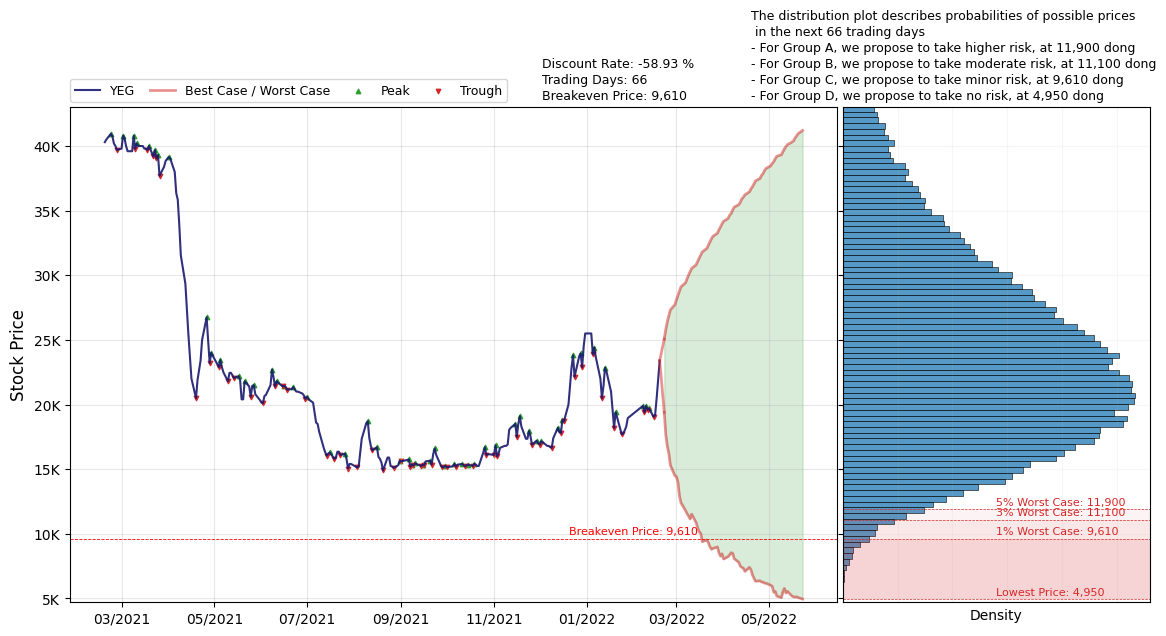 The distribution plot describes probabilities of possible prices
in the next 66 trading days
- For Group A, we propose to take higher risk, at 11,900 dong
- For Group B, we propose to take moderate risk, at 11,100 dong
- For Group C, we propose to take minor risk, at 9,610 dong
- For Group D, we propose to take no risk, at 4,950 dong
Discount Rate: -58.93 %
Trading Days: 66
Breakeven Price: 9,610
YEG
Best Case / Worst Case
Peak
Trough
Stock Price
40K
35K
30K
25K
20K
15K
10K
5K
Breakeven Price: 9,610
03/2021
05/2021
07/2021
09/2021
11/2021
01/2022
03/2022
05/2022
5% Worst Case: 11,900
3% Worst Case: 11,100
1% Worst Case: 9,610
Lowest Price: 4,950
Density